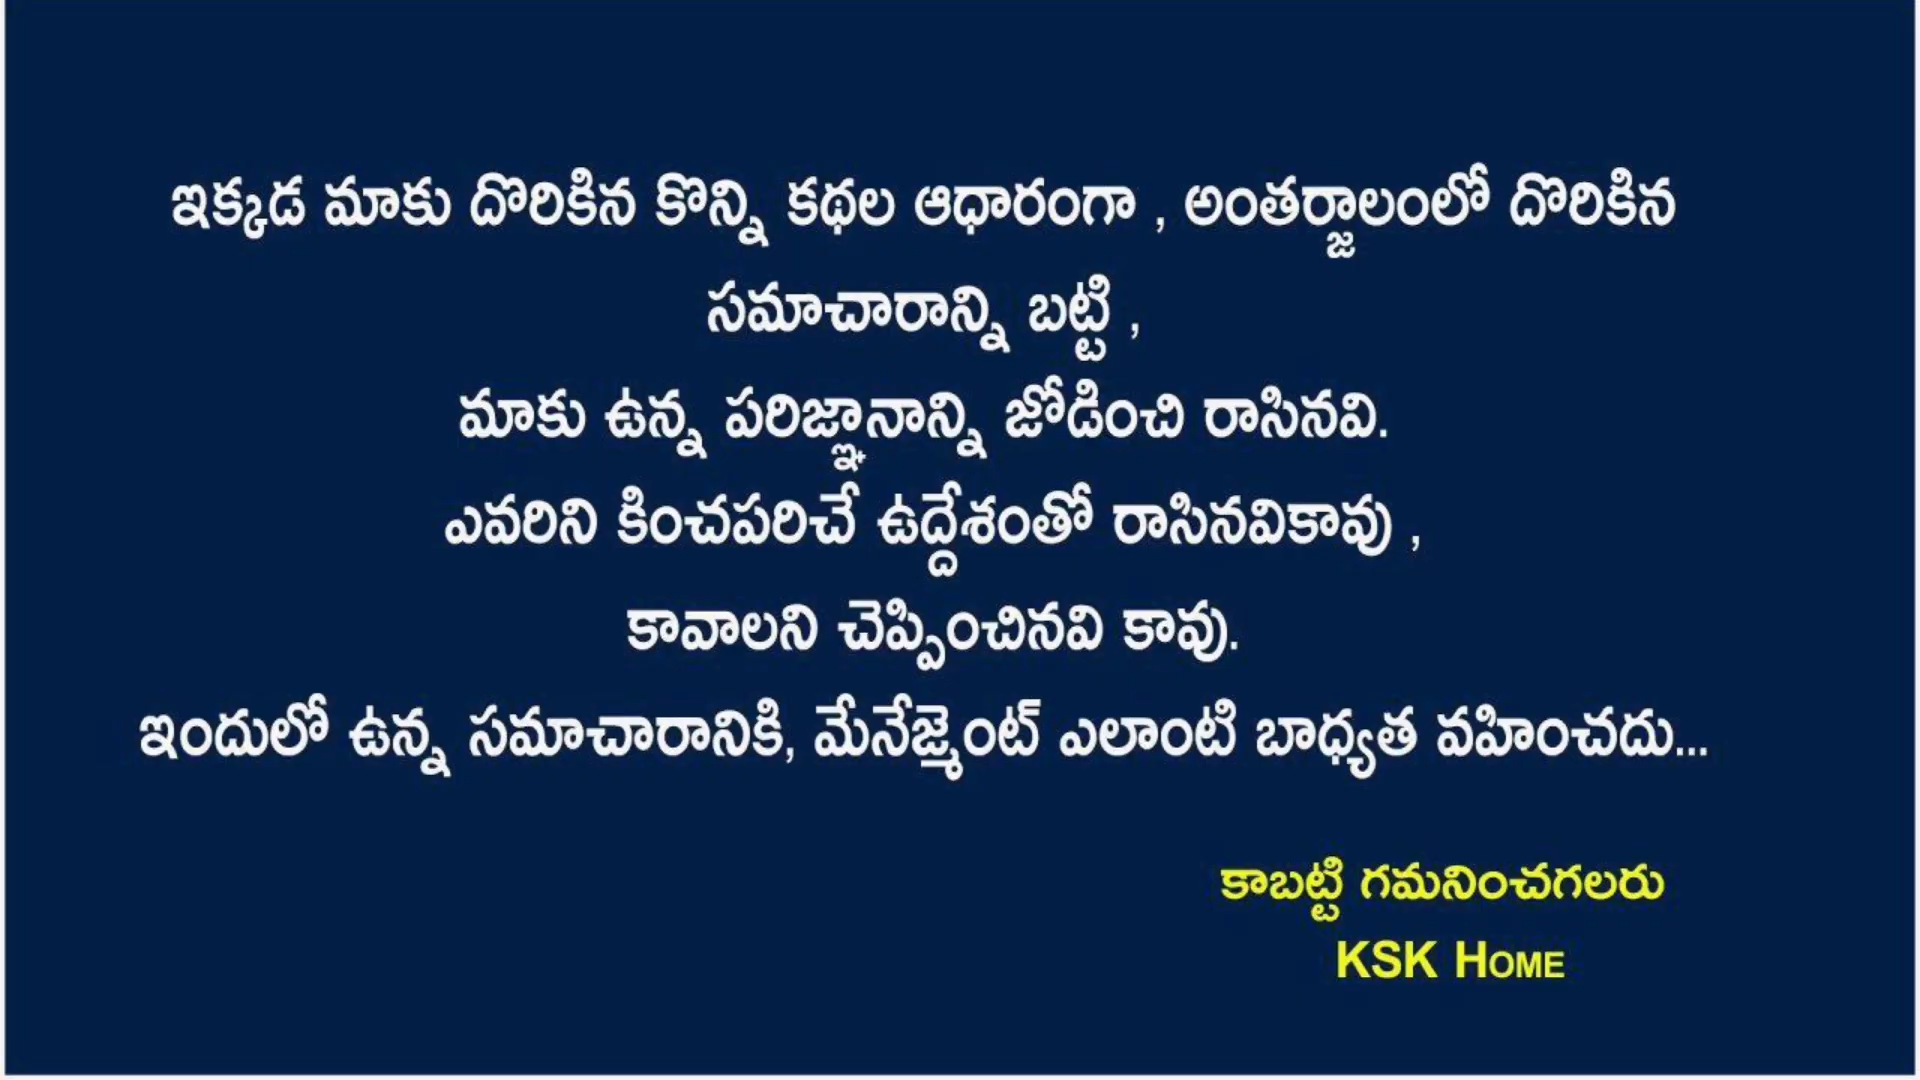 ఇక్కడ మాకు దొరికిన కొన్ని కథల ఆధారంగా , అంతర్జాలంలో దొరికిన
సమాచారాన్ని బట్టి ,
మాకు ఉన్న పరిజ్ఞానాన్ని జోడించి రాసినవి.
ఎవరిని కించపరిచే ఉద్దేశంతో రాసినవికావు ,
కావాలని చెప్పించినవి కావు.
ఇందులో ఉన్న సమాచారానికి, మేనేజ్మెంట్ ఎలాంటి బాధ్యత వహించదు...
కాబట్టి గమనించగలరు
KSK HOME